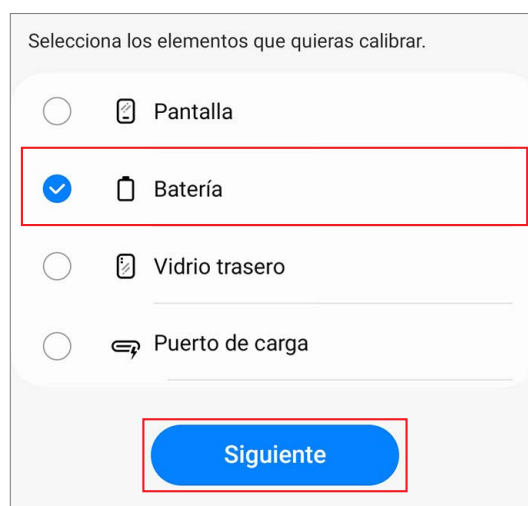 Selecciona los elementos que quieras calibrar.
Pantalla
Batería
Vidrio trasero
Puerto de carga
Siguiente